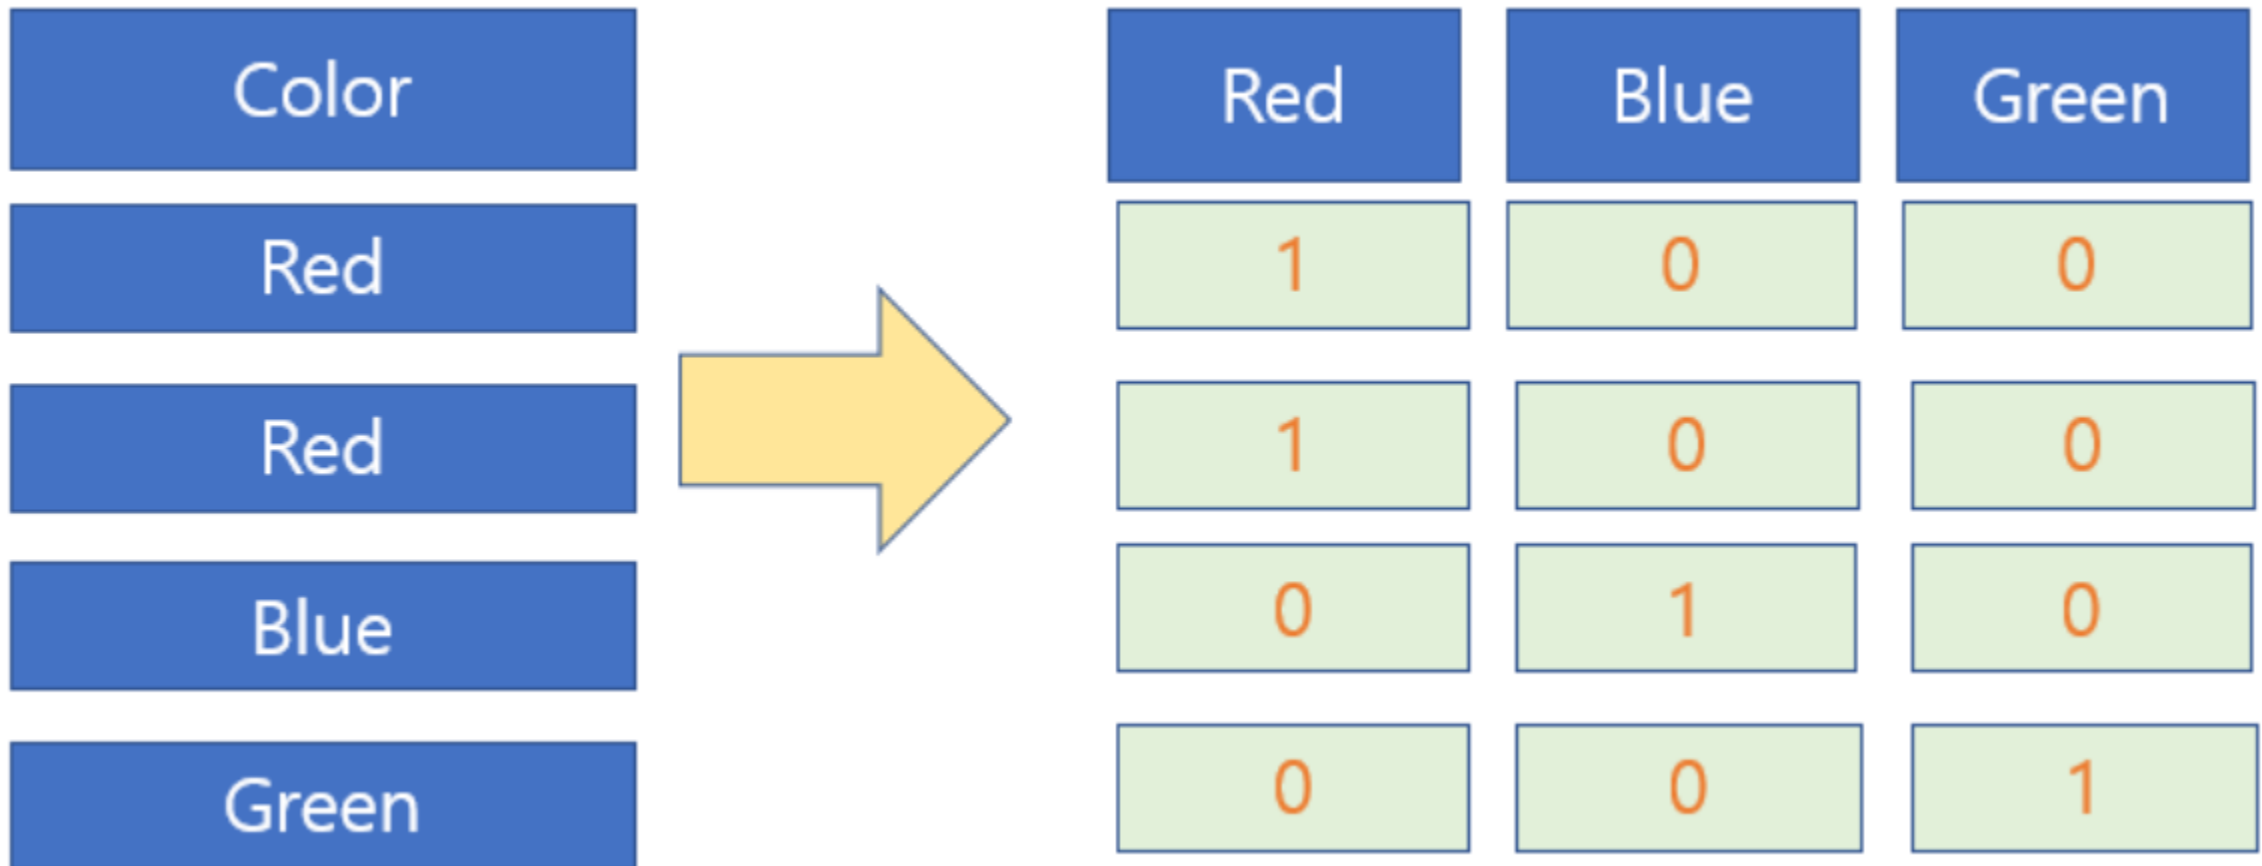 Color
Red
Red
Blue
Green
Red Blue Green
1 0 0
1 0 0
0 1 0
0 0 1